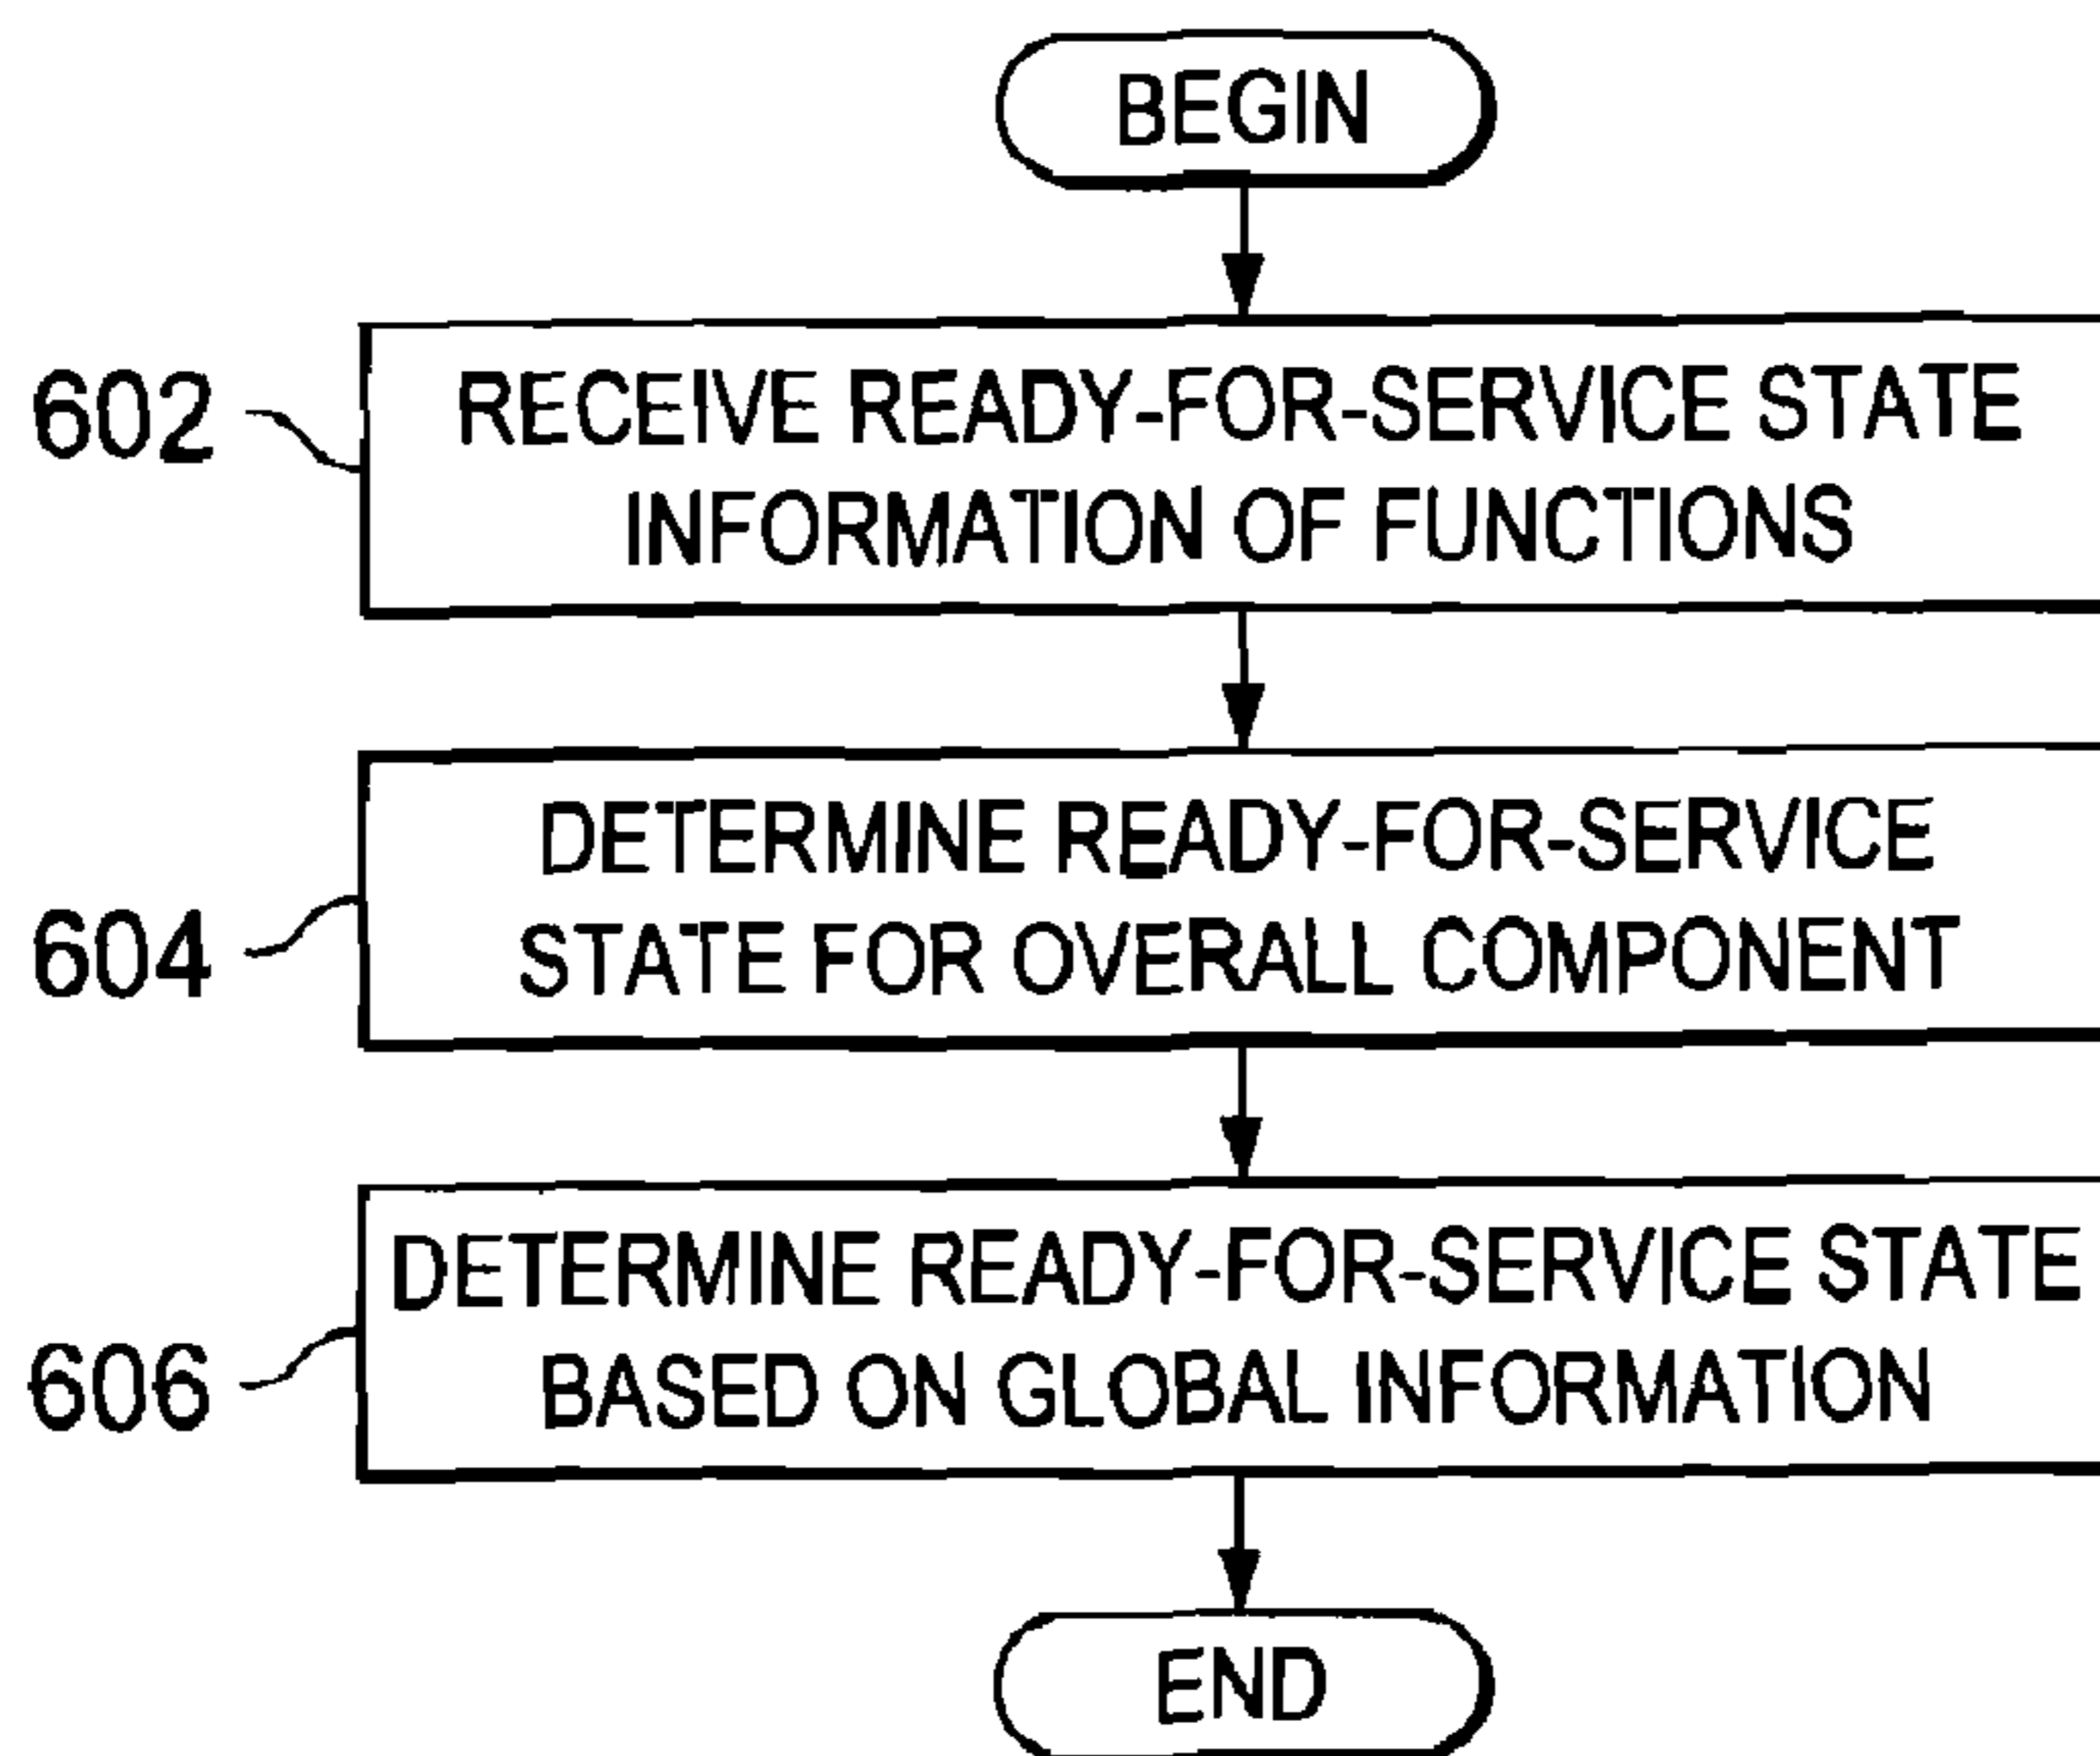 BEGIN
602
RECEIVE READY-FOR-SERVICE STATE
INFORMATION OF FUNCTIONS
604
DETERMINE READY-FOR-SERVICE
STATE FOR OVERALL COMPONENT
606
DETERMINE READY-FOR-SERVICE STATE
BASED ON GLOBAL INFORMATION
END